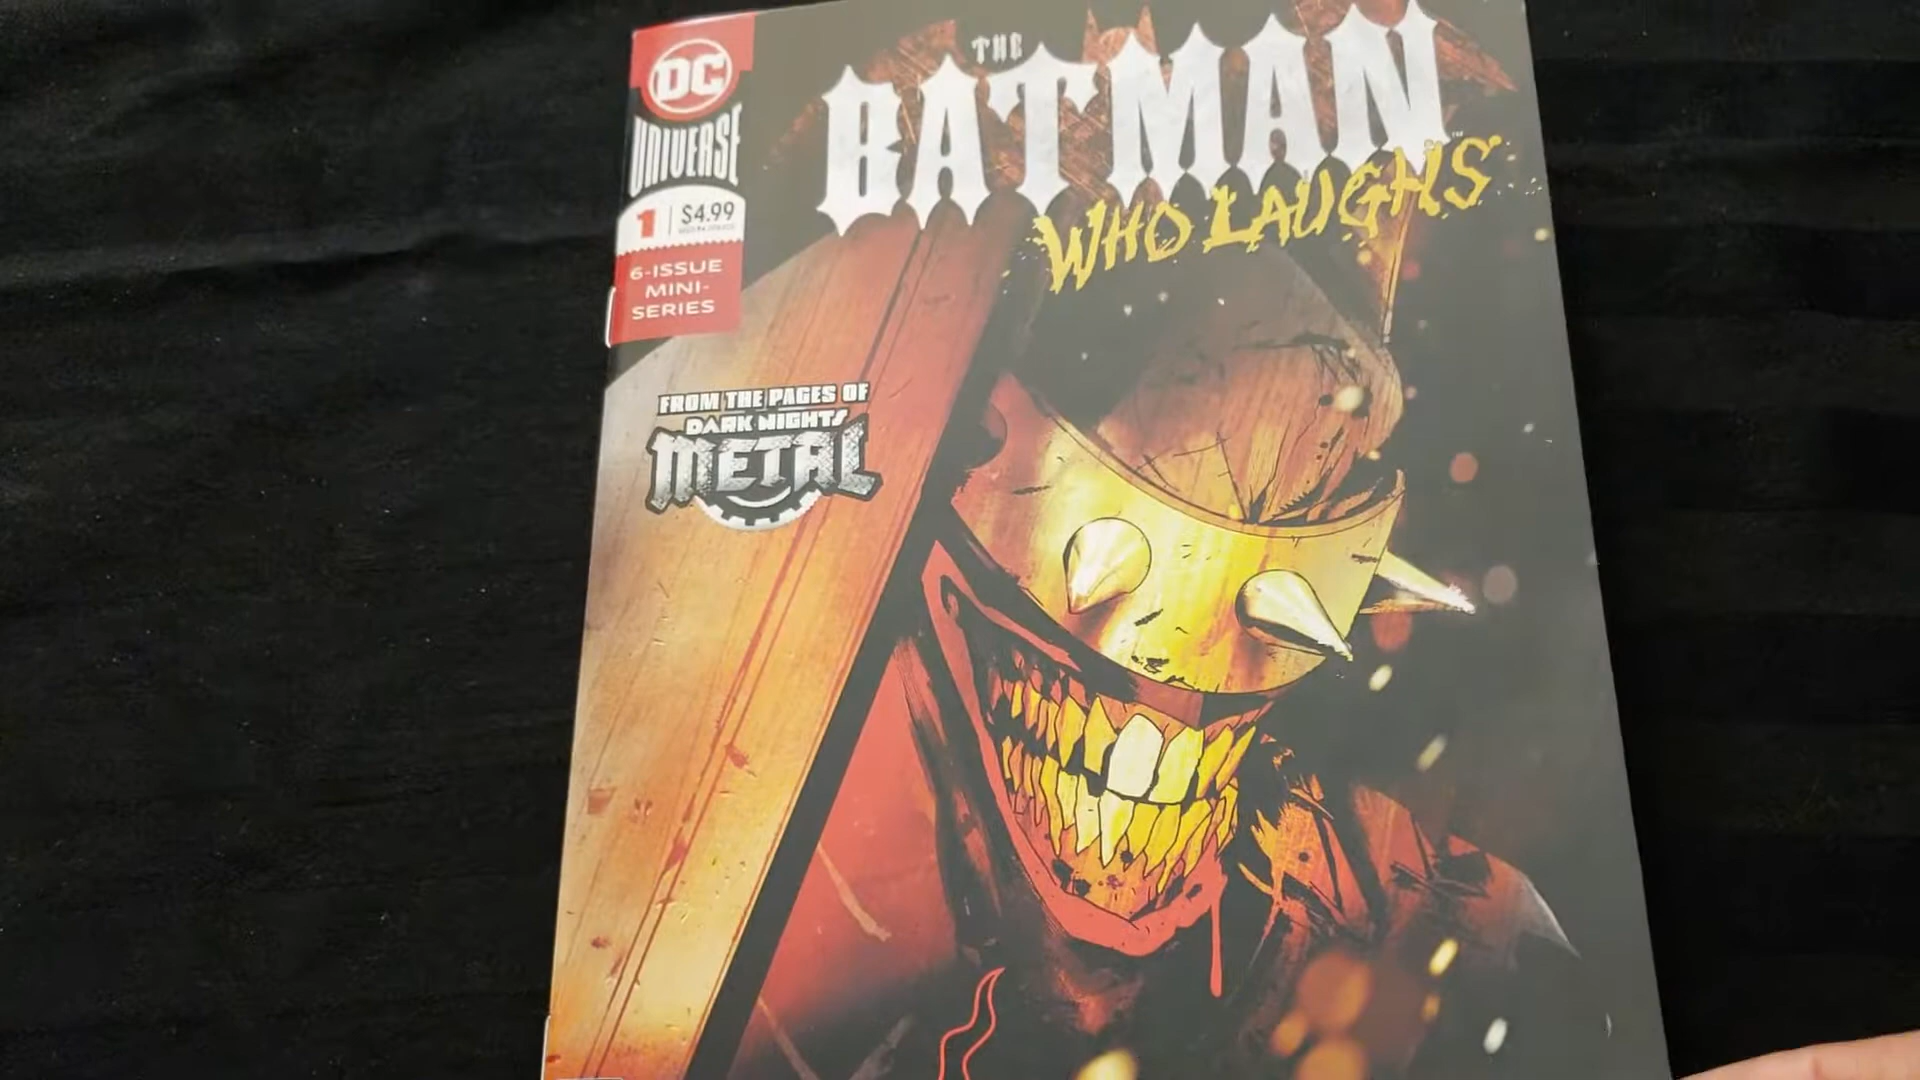 DC
UNIVERSE
1 $4.99
6-ISSUE
MINI-
SERIES
THE
BATMAN
WHO LAUGHS
FROM THE PAGES OF
DARK NIGHTS
METAL